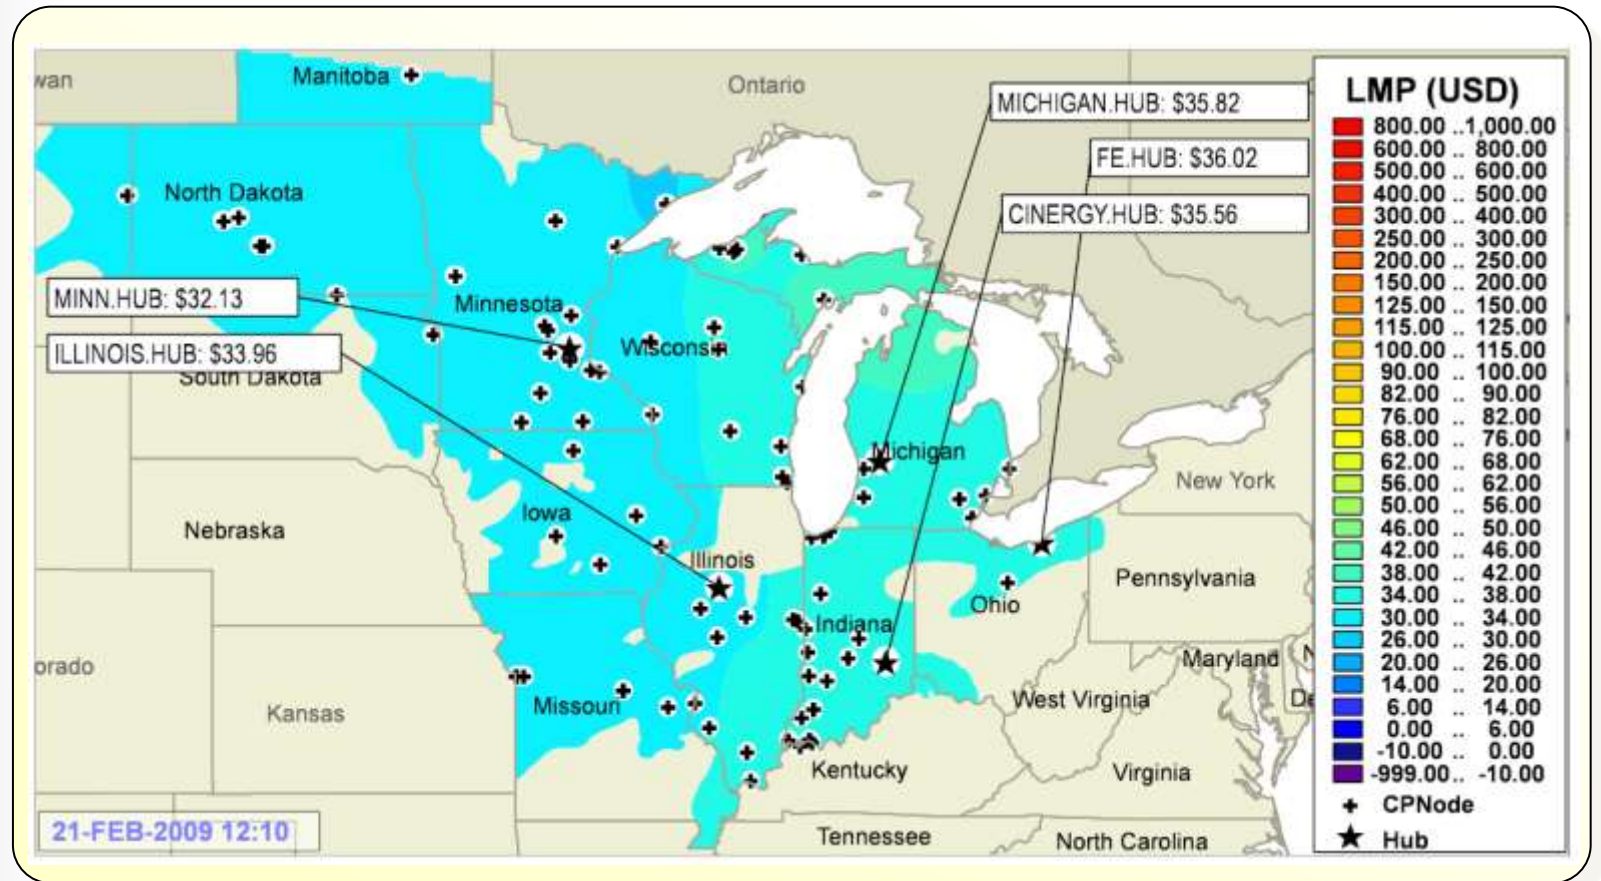 wan
Manitoba
Ontario
North Dakota
Minnesota
Wisconsin
South Dakota
Michigan
New York
Iowa
Nebraska
Illinois
Pennsylvania
Ohio
Indiana
orado
Maryland
N
De
Missouri
West Virginia
Kansas
Kentucky
Virginia
Tennessee
North Carolina
MICHIGAN.HUB: $35.82
FE.HUB: $36.02
CINERGY.HUB: $35.56
MINN.HUB: $32.13
ILLINOIS.HUB: $33.96
21-FEB-2009 12:10
LMP (USD)
800.00 ..1,000.00
600.00 .. 800.00
500.00 .. 600.00
400.00 .. 500.00
300.00 .. 400.00
250.00 .. 300.00
200.00 .. 250.00
150.00 .. 200.00
125.00 .. 150.00
115.00 .. 125.00
100.00 .. 115.00
90.00 .. 100.00
82.00 .. 90.00
76.00 .. 82.00
68.00 .. 76.00
62.00 .. 68.00
56.00 .. 62.00
50.00 .. 56.00
46.00 .. 50.00
42.00 .. 46.00
38.00 .. 42.00
34.00 .. 38.00
30.00 .. 34.00
26.00 .. 30.00
20.00 .. 26.00
14.00 .. 20.00
6.00 .. 14.00
0.00 .. 6.00
-10.00 .. 0.00
-999.00.. -10.00
CPNode
Hub